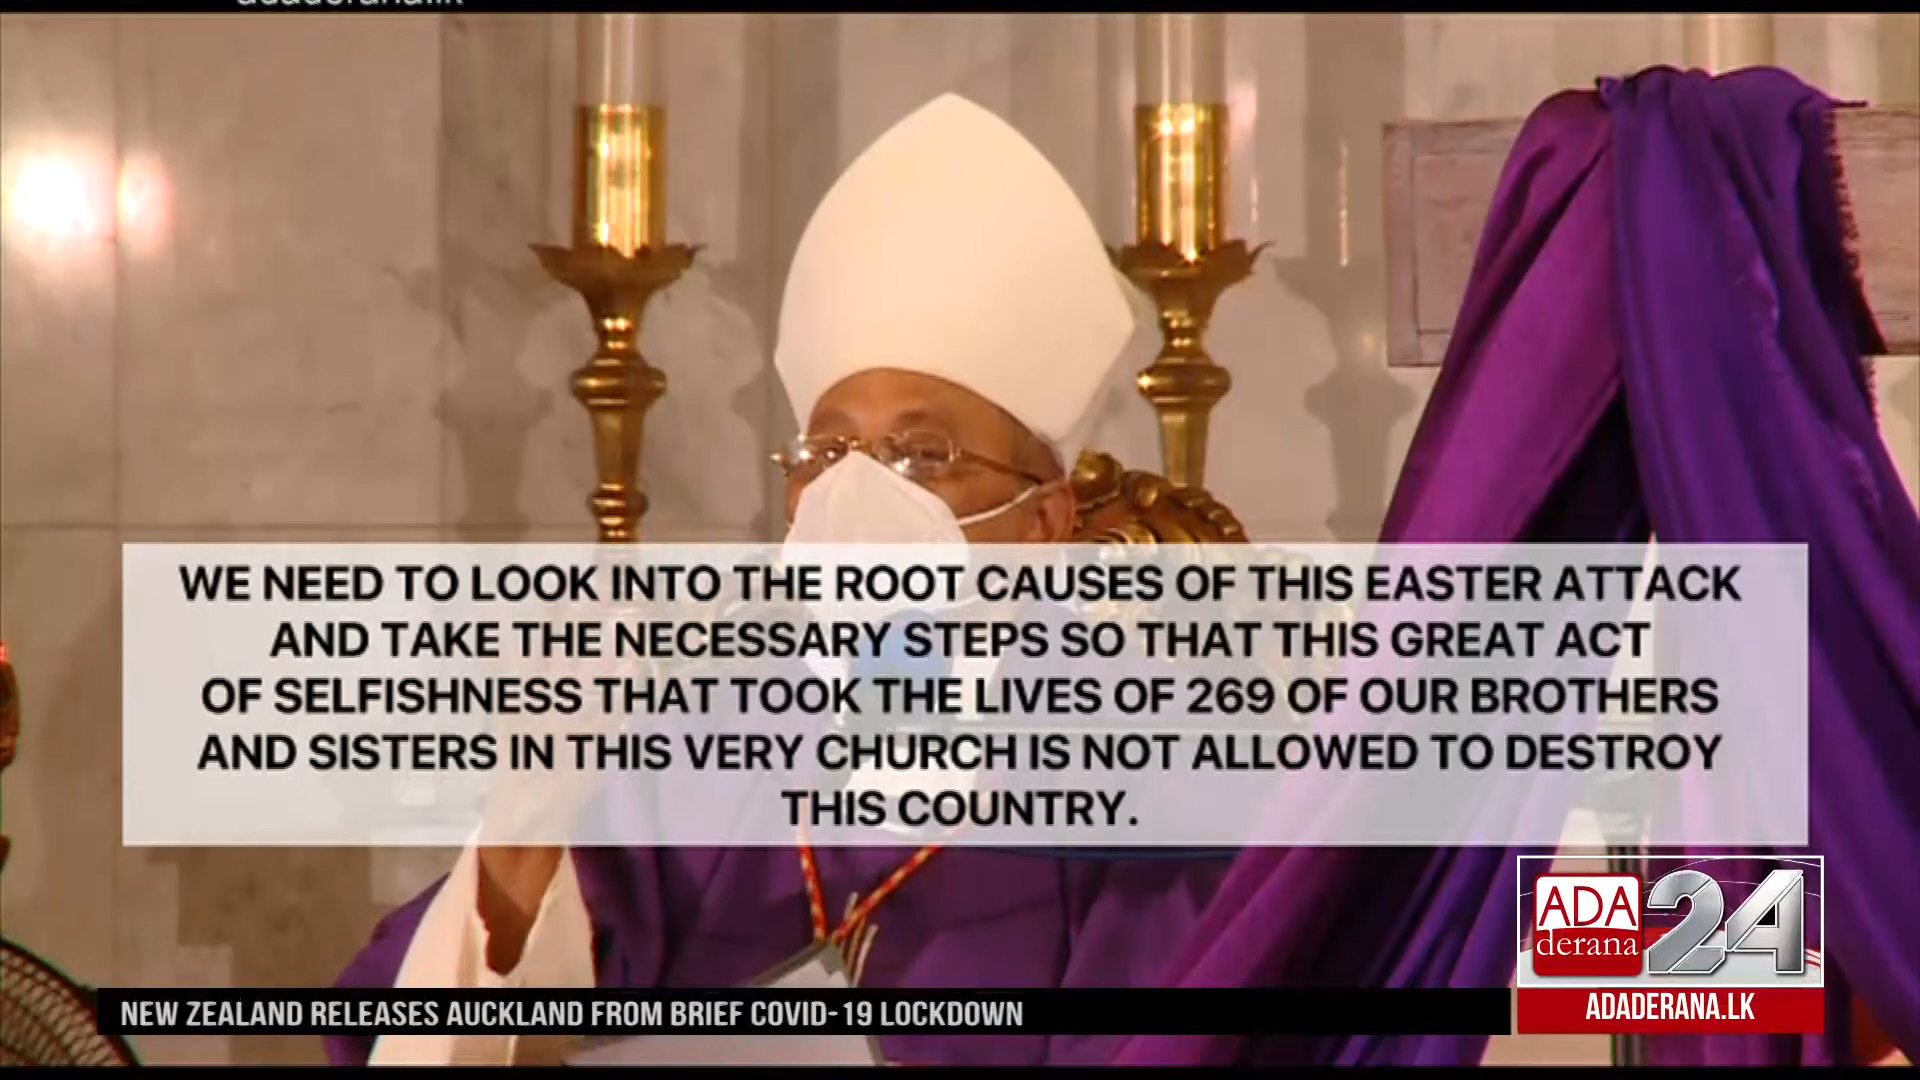 WE NEED TO LOOK INTO THE ROOT CAUSES OF THIS EASTER ATTACK
AND TAKE THE NECESSARY STEPS SO THAT THIS GREAT ACT
OF SELFISHNESS THAT TOOK THE LIVES OF 269 OF OUR BROTHERS
AND SISTERS IN THIS VERY CHURCH IS NOT ALLOWED TO DESTROY
THIS COUNTRY.
ADA
derana
24
NEW ZEALAND RELEASES AUCKLAND FROM BRIEF COVID-19 LOCKDOWN
ADADERANA.LK